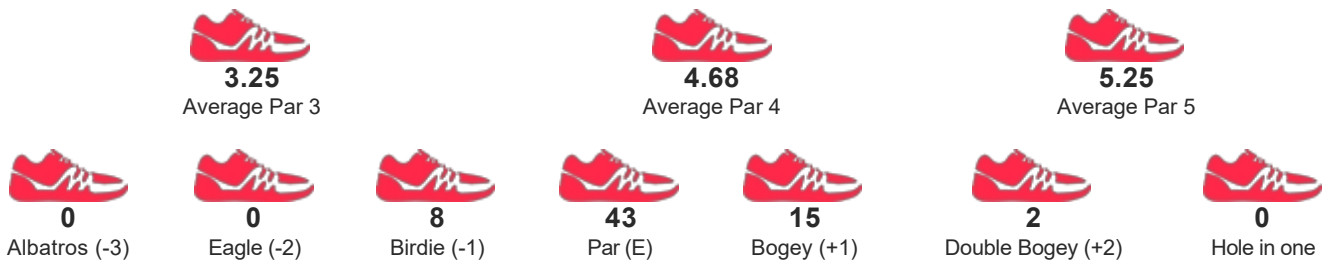 3.25 4.68 5.25
Average Par 3 Average Par 4 Average Par 5
0 0 8 43 15 2 0
Albatros (-3) Eagle (-2) Birdie (-1) Par (E) Bogey (+1) Double Bogey (+2) Hole in one